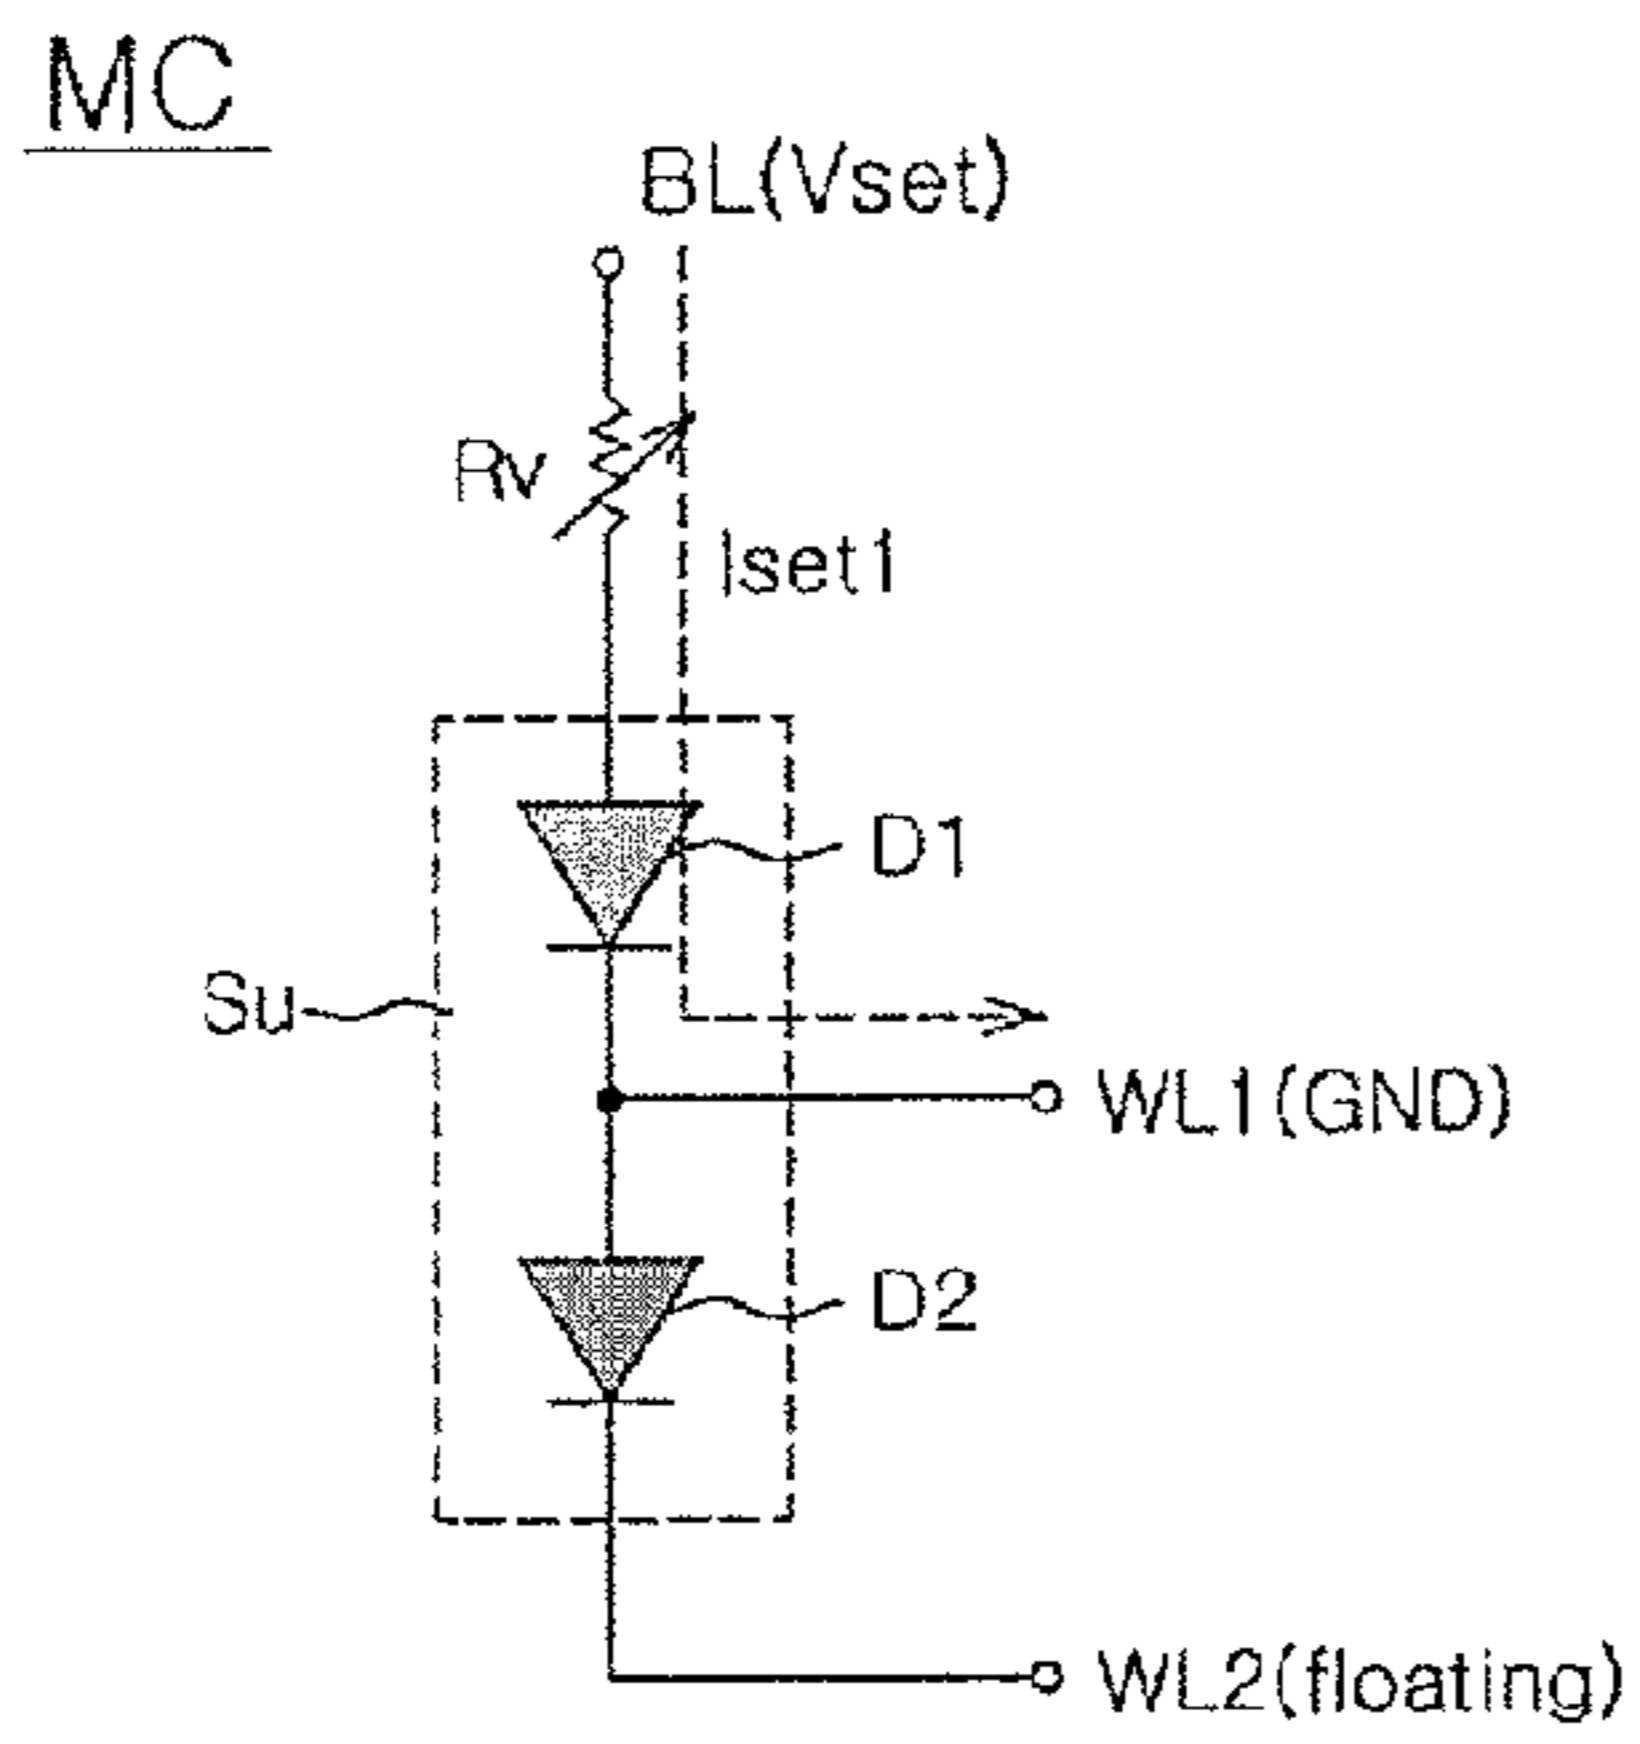 MC
BL(Vset)
Rv
Iset1
D1
Su
WL1(GND)
D2
WL2(floating)